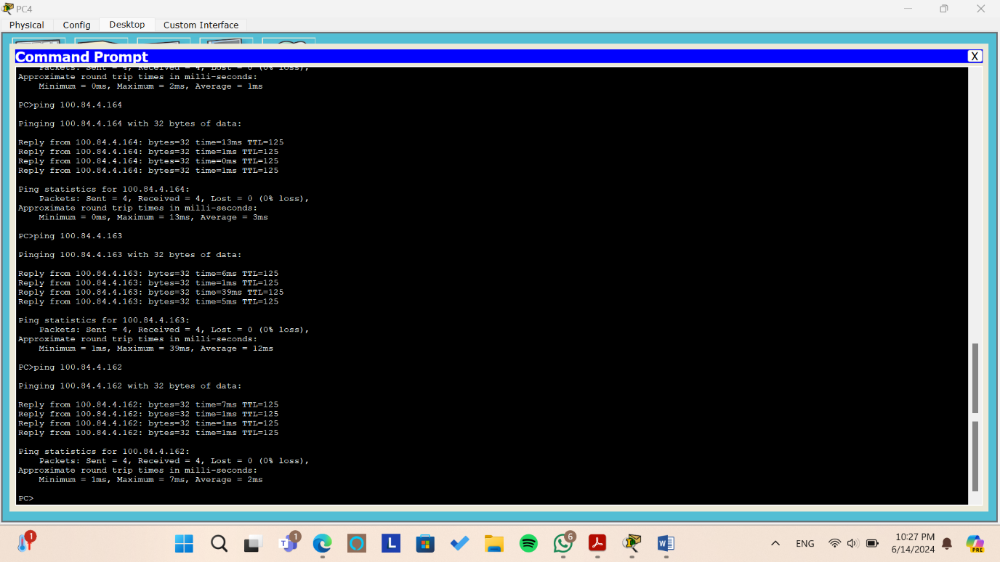 PC4
Physical Config Desktop Custom Interface
Command Prompt X
Packets: Sent = 4, Received = 4, Lost = 0 (0% loss),
Approximate round trip times in milli-seconds:
Minimum = 0ms, Maximum = 2ms, Average = 1ms
PC>ping 100.84.4.164
Pinging 100.84.4.164 with 32 bytes of data:
Reply from 100.84.4.164: bytes=32 time=13ms TTL=125
Reply from 100.84.4.164: bytes=32 time=1ms TTL=125
Reply from 100.84.4.164: bytes=32 time=0ms TTL=125
Reply from 100.84.4.164: bytes=32 time=1ms TTL=125
Ping statistics for 100.84.4.164:
Packets: Sent = 4, Received = 4, Lost = 0 (0% loss),
Approximate round trip times in milli-seconds:
Minimum = 0ms, Maximum = 13ms, Average = 3ms
PC>ping 100.84.4.163
Pinging 100.84.4.163 with 32 bytes of data:
Reply from 100.84.4.163: bytes=32 time=6ms TTL=125
Reply from 100.84.4.163: bytes=32 time=1ms TTL=125
Reply from 100.84.4.163: bytes=32 time=39ms TTL=125
Reply from 100.84.4.163: bytes=32 time=5ms TTL=125
Ping statistics for 100.84.4.163:
Packets: Sent = 4, Received = 4, Lost = 0 (0% loss),
Approximate round trip times in milli-seconds:
Minimum = 1ms, Maximum = 39ms, Average = 12ms
PC>ping 100.84.4.162
Pinging 100.84.4.162 with 32 bytes of data:
Reply from 100.84.4.162: bytes=32 time=7ms TTL=125
Reply from 100.84.4.162: bytes=32 time=1ms TTL=125
Reply from 100.84.4.162: bytes=32 time=1ms TTL=125
Reply from 100.84.4.162: bytes=32 time=1ms TTL=125
Ping statistics for 100.84.4.162:
Packets: Sent = 4, Received = 4, Lost = 0 (0% loss),
Approximate round trip times in milli-seconds:
Minimum = 1ms, Maximum = 7ms, Average = 2ms
PC>
1 T 1 L 6 W ENG 10:27 PM PRE
6/14/2024